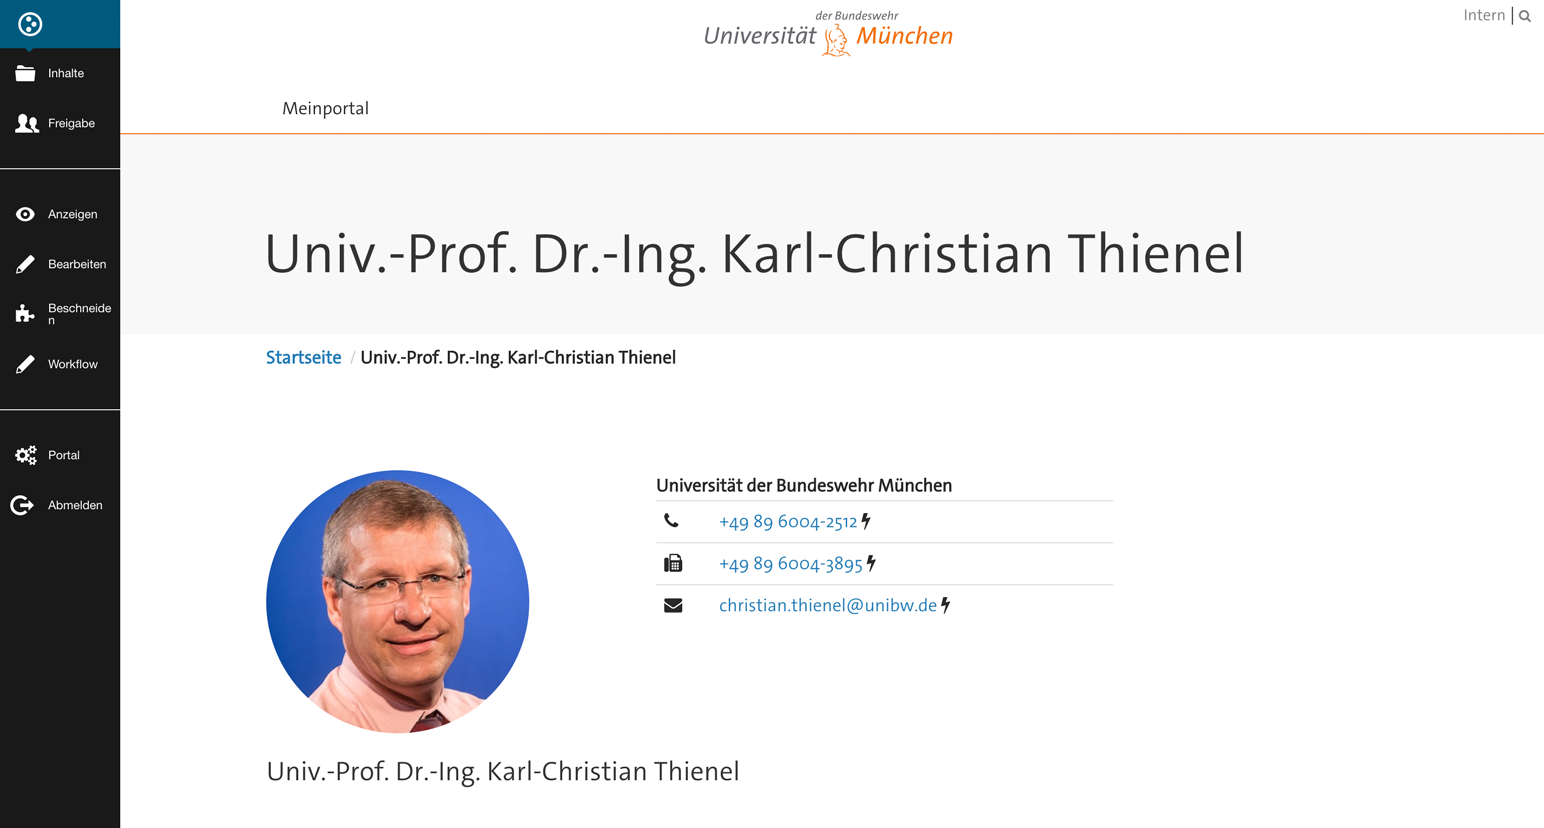 Inhalte
Freigabe
Anzeigen
Bearbeiten
Beschneide
n
Workflow
Portal
Abmelden
der Bundeswehr
Universität München
Intern
Meinportal
Univ.-Prof. Dr.-Ing. Karl-Christian Thienel
Startseite / Univ.-Prof. Dr.-Ing. Karl-Christian Thienel
Universität der Bundeswehr München
+49 89 6004-2512
+49 89 6004-3895
christian.thienel@unibw.de
Univ.-Prof. Dr.-Ing. Karl-Christian Thienel